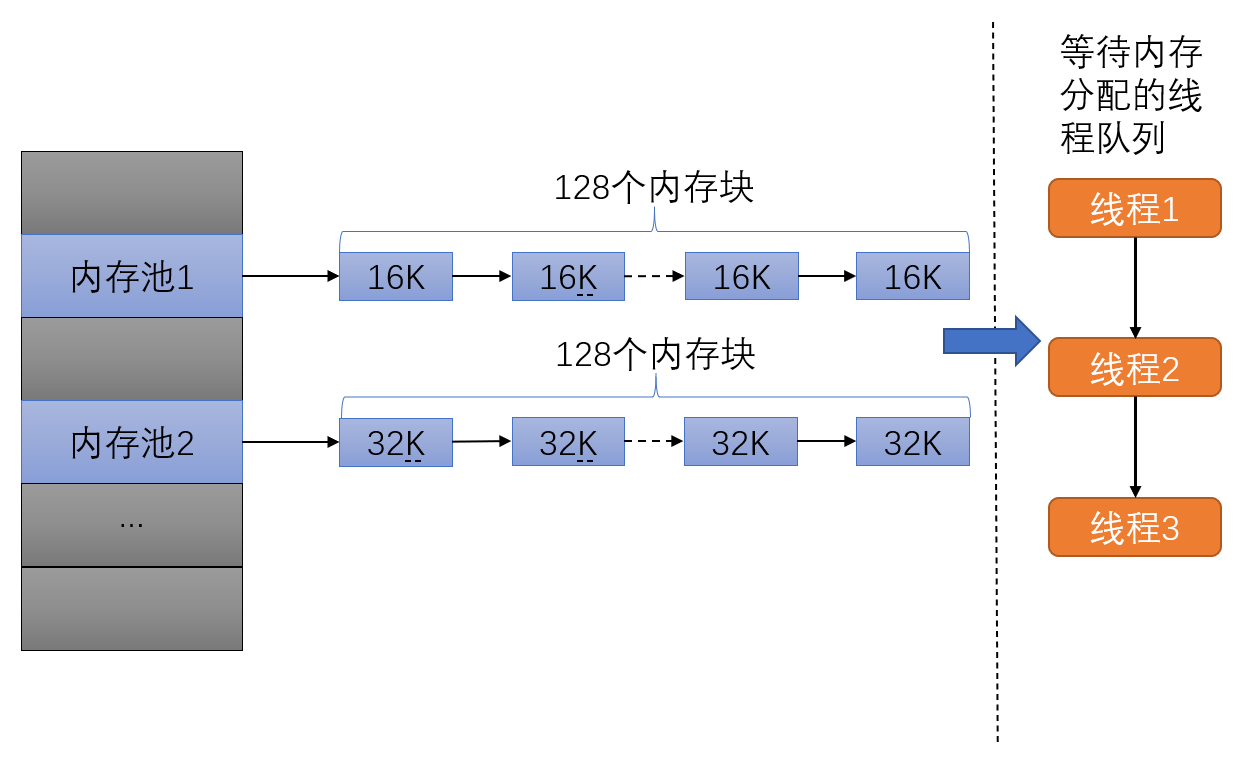 等待内存
分配的线
程队列
128个内存块
线程1
内存池1
16K
16K
16K
16K
128个内存块
线程2
内存池2
32K
32K
32K
32K
...
线程3